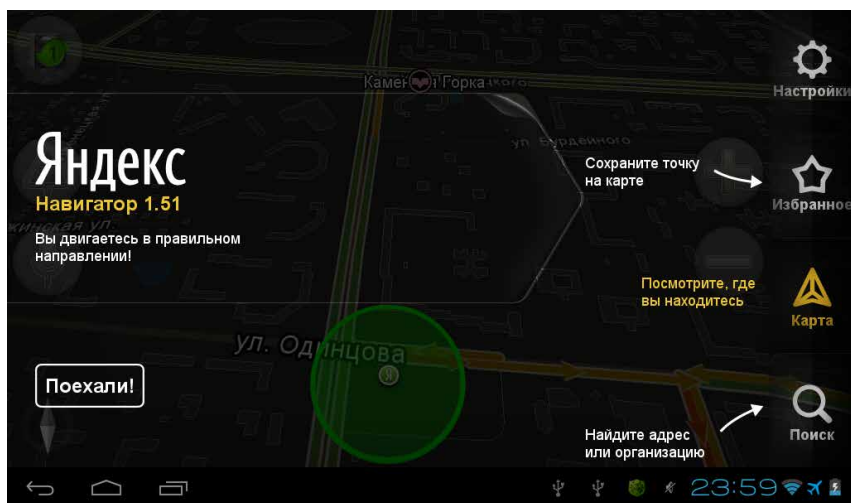 1
Каменная Горка
ул. Бурдейного
Настройки
Яндекс
Навигатор 1.51
Вы двигаетесь в правильном
направлении!
Сохраните точку
на карте
Избранное
Посмотрите, где
вы находитесь
Карта
ул. Одинцова
Я
Поехали!
Найдите адрес
или организацию
Поиск
23:59